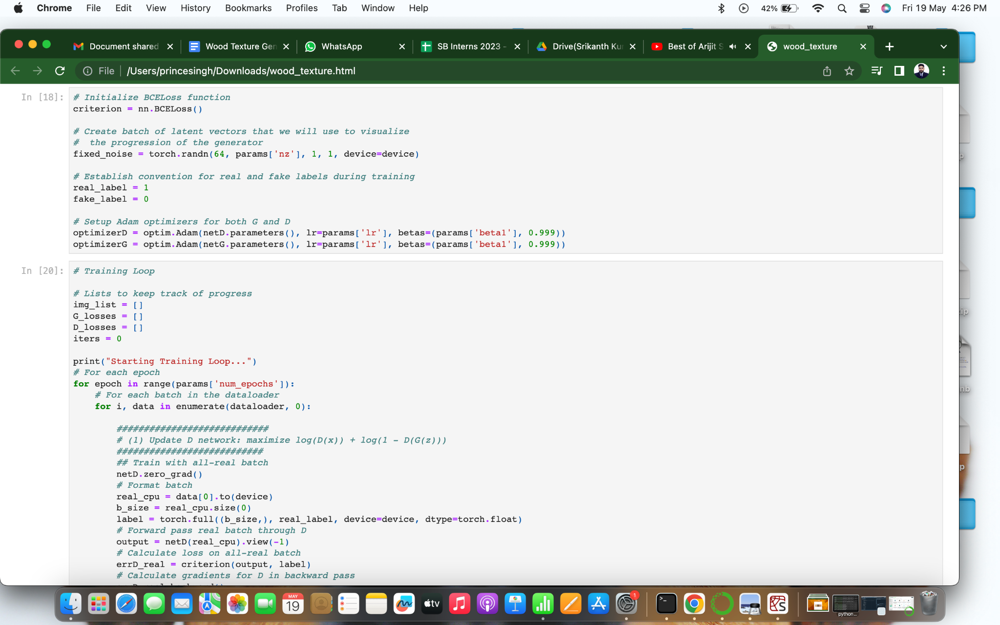 Chrome File Edit View History Bookmarks Profiles Tab Window Help 42% Fri 19 May 4:26 PM
Document shared Wood Texture Gen WhatsApp SB Interns 2023 - Drive(Srikanth Kur Best of Arijit S wood_texture
File /Users/princesingh/Downloads/wood_texture.html
In [18]: # Initialize BCELoss function
criterion = nn.BCELoss()
# Create batch of latent vectors that we will use to visualize
#  the progression of the generator
fixed_noise = torch.randn(64, params['nz'], 1, 1, device=device)
# Establish convention for real and fake labels during training
real_label = 1
fake_label = 0
# Setup Adam optimizers for both G and D
optimizerD = optim.Adam(netD.parameters(), lr=params['lr'], betas=(params['beta1'], 0.999))
optimizerG = optim.Adam(netG.parameters(), lr=params['lr'], betas=(params['beta1'], 0.999))
In [20]: # Training Loop
# Lists to keep track of progress
img_list = []
G_losses = []
D_losses = []
iters = 0
print("Starting Training Loop...")
# For each epoch
for epoch in range(params['num_epochs']):
    # For each batch in the dataloader
    for i, data in enumerate(dataloader, 0):
        ############################
        # (1) Update D network: maximize log(D(x)) + log(1 - D(G(z)))
        ###########################
        ## Train with all-real batch
        netD.zero_grad()
        # Format batch
        real_cpu = data[0].to(device)
        b_size = real_cpu.size(0)
        label = torch.full((b_size,), real_label, device=device, dtype=torch.float)
        # Forward pass real batch through D
        output = netD(real_cpu).view(-1)
        # Calculate loss on all-real batch
        errD_real = criterion(output, label)
        # Calculate gradients for D in backward pass
MAY
19
tv
1
python...